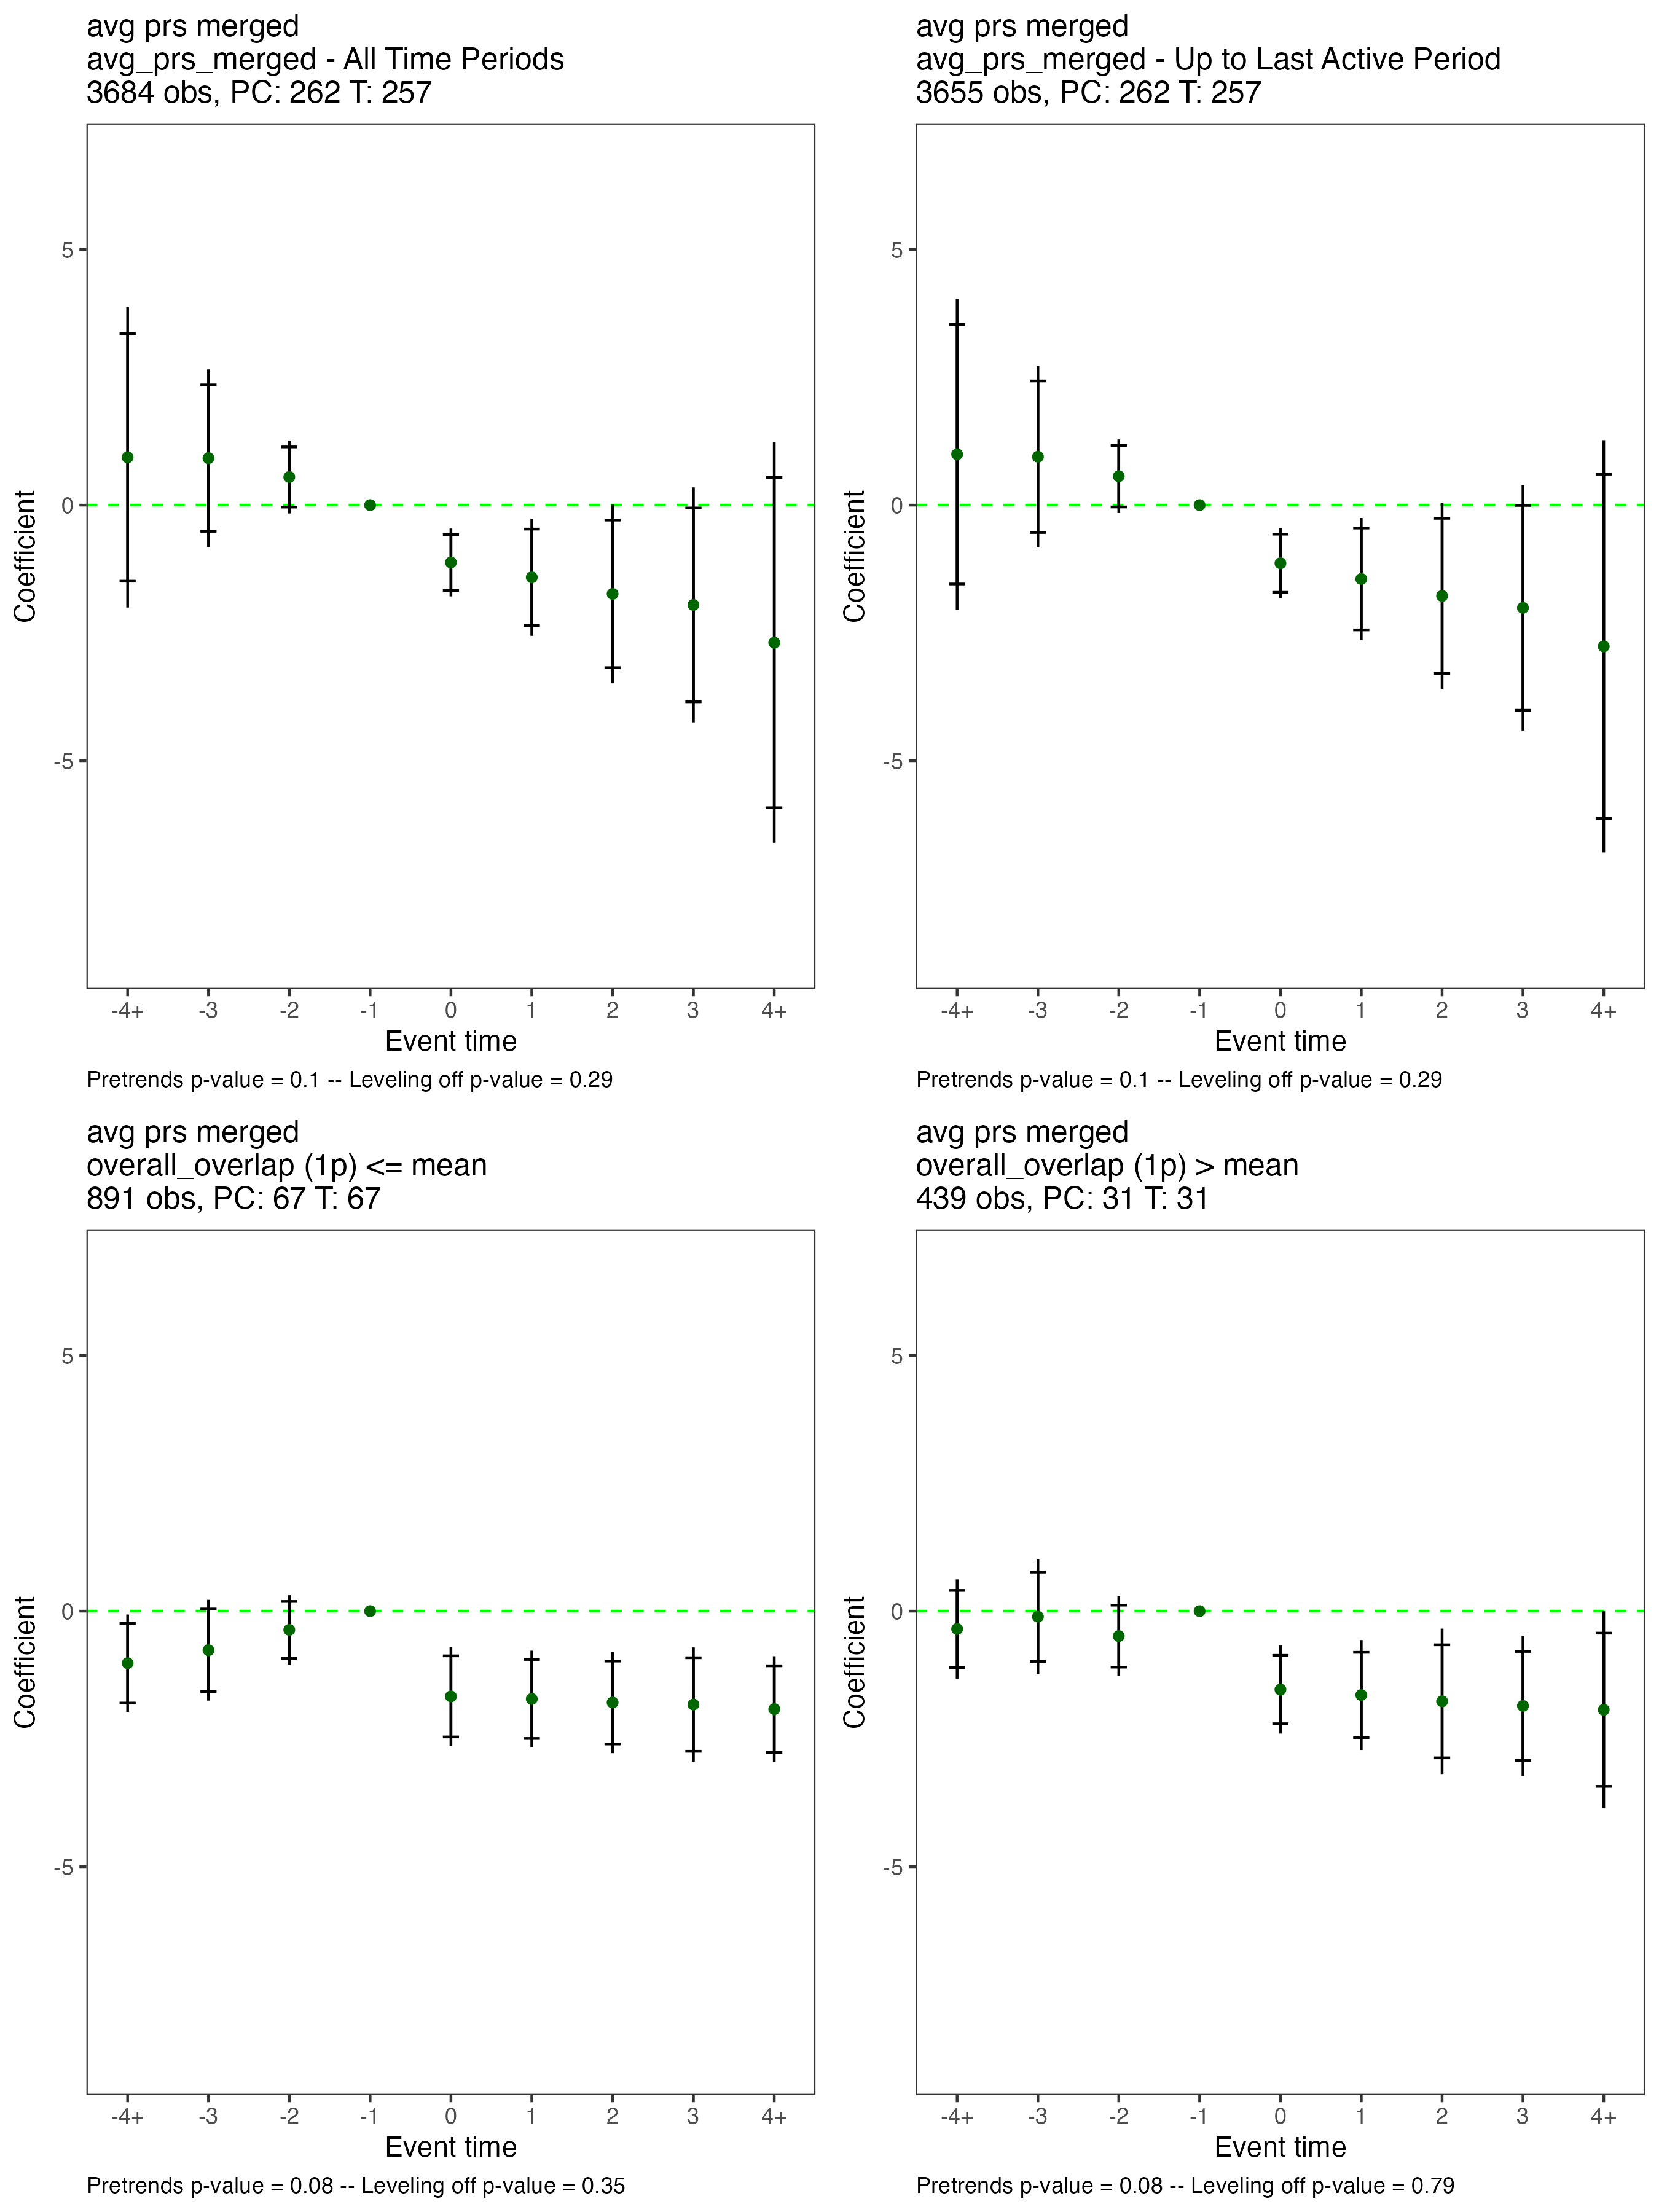 avg prs merged
avg_prs_merged - All Time Periods
3684 obs, PC: 262 T: 257
5
0
-5
Coefficient
-4+ -3 -2 -1 0 1 2 3 4+
Event time
Pretrends p-value = 0.1 -- Leveling off p-value = 0.29
avg prs merged
avg_prs_merged - Up to Last Active Period
3655 obs, PC: 262 T: 257
5
0
-5
Coefficient
-4+ -3 -2 -1 0 1 2 3 4+
Event time
Pretrends p-value = 0.1 -- Leveling off p-value = 0.29
avg prs merged
overall_overlap (1p) <= mean
891 obs, PC: 67 T: 67
5
0
-5
Coefficient
-4+ -3 -2 -1 0 1 2 3 4+
Event time
Pretrends p-value = 0.08 -- Leveling off p-value = 0.35
avg prs merged
overall_overlap (1p) > mean
439 obs, PC: 31 T: 31
5
0
-5
Coefficient
-4+ -3 -2 -1 0 1 2 3 4+
Event time
Pretrends p-value = 0.08 -- Leveling off p-value = 0.79